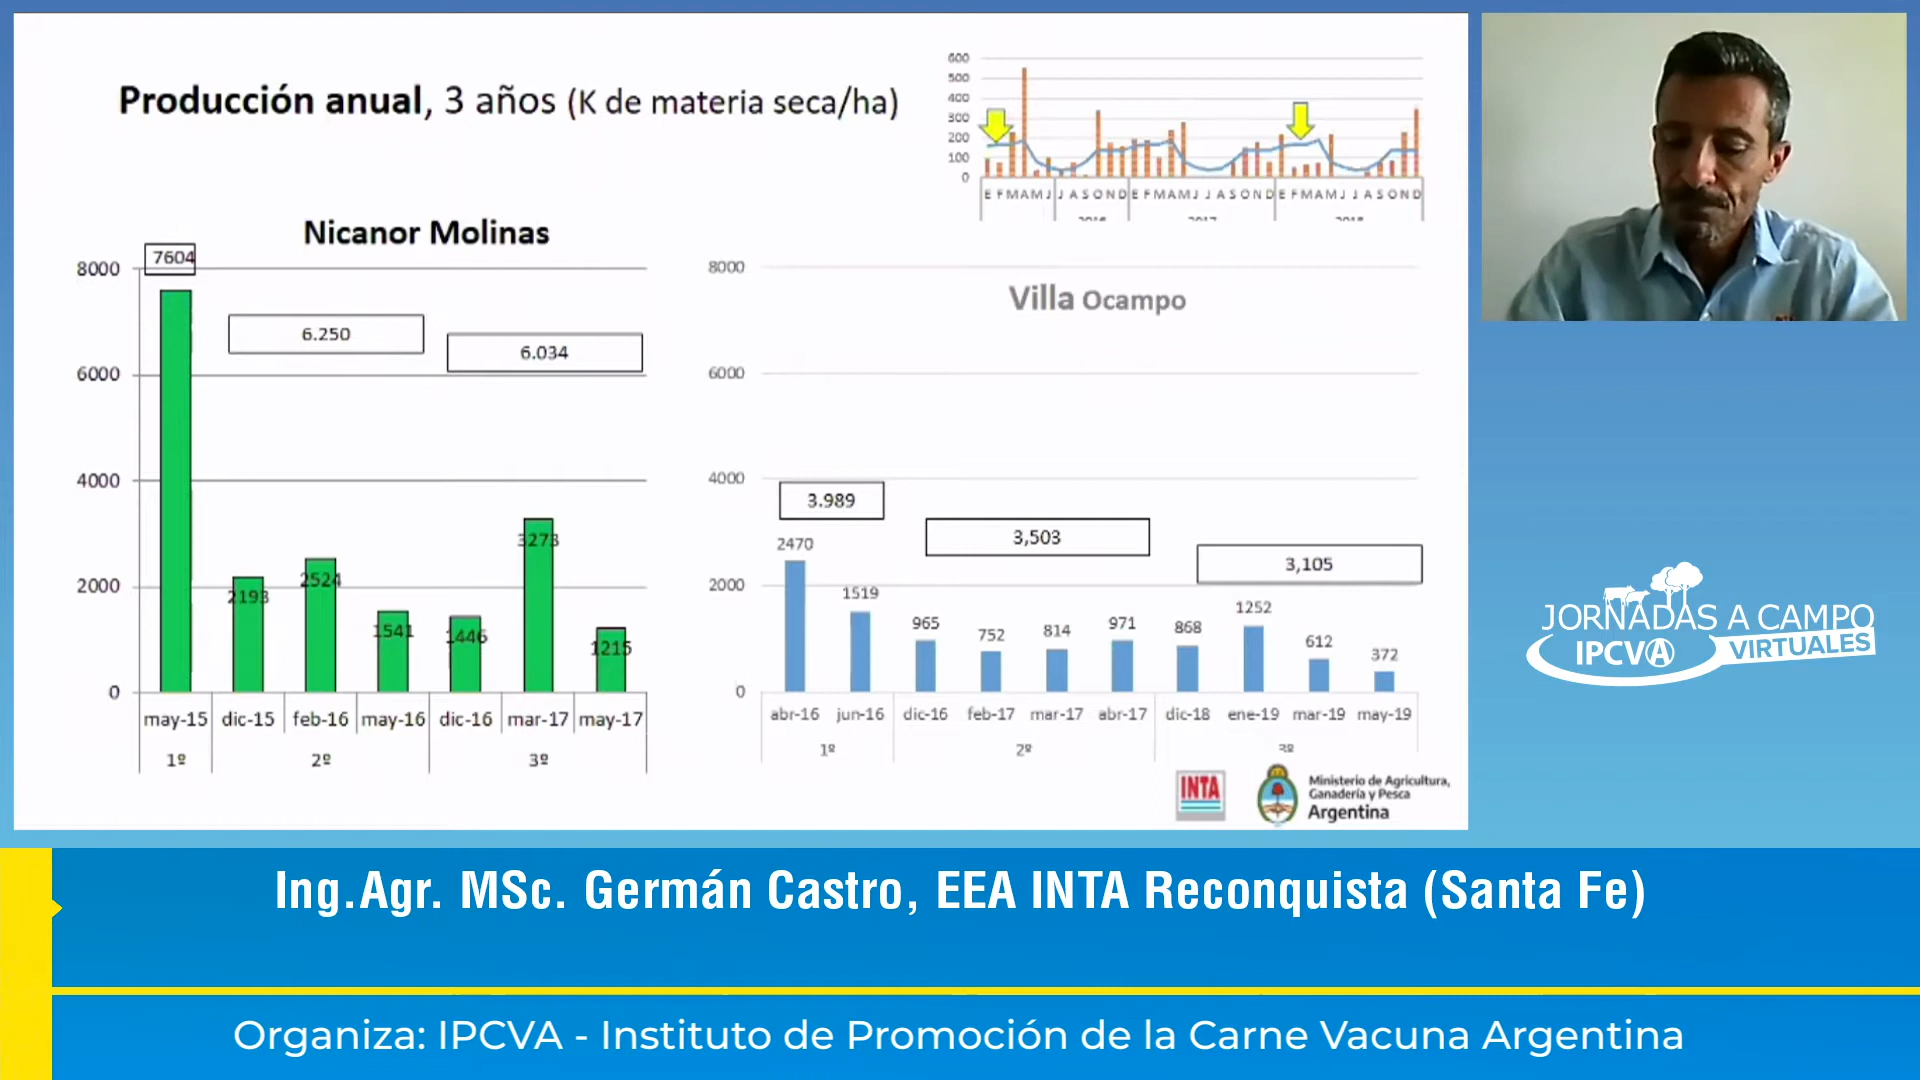 Producción anual, 3 años (K de materia seca/ha)
600
500
400
300
200
100
0
E F M A M J J A S O N D E F M A M J J A S O N D E F M A M J J A S O N D
Nicanor Molinas
7604
8000
6.250
6.034
6000
4000
3273
2524
2193
2000
1541
1446
1215
0
may-15 dic-15 feb-16 may-16 dic-16 mar-17 may-17
1º 2º 3º
8000
Villa Ocampo
6000
4000
3.989
3,503
3,105
2470
2000
1519
965
752
814
971
868
1252
612
372
0
abr-16 jun-16 dic-16 feb-17 mar-17 abr-17 dic-18 ene-19 mar-19 may-19
1º 2º 3º
INTA
Ministerio de Agricultura,
Ganadería y Pesca
Argentina
JORNADAS A CAMPO
IPCVA VIRTUALES
Ing.Agr. MSc. Germán Castro, EEA INTA Reconquista (Santa Fe)
Organiza: IPCVA - Instituto de Promoción de la Carne Vacuna Argentina